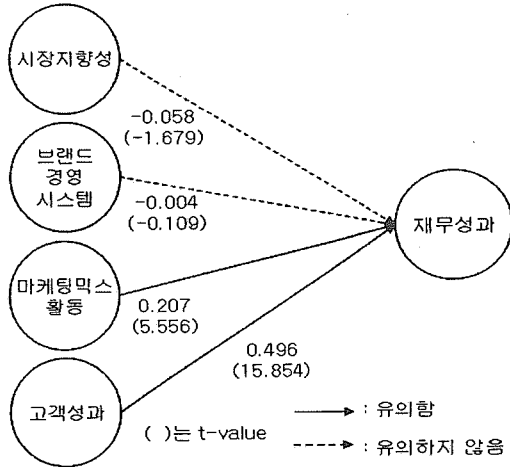 시장지향성
-0.058
(-1.679)
브랜드
경영
시스템
-0.004
(-0.109)
재무성과
마케팅믹스
활동
0.207
(5.556)
0.496
(15.854)
고객성과
( )는 t-value
: 유의함
: 유의하지 않음